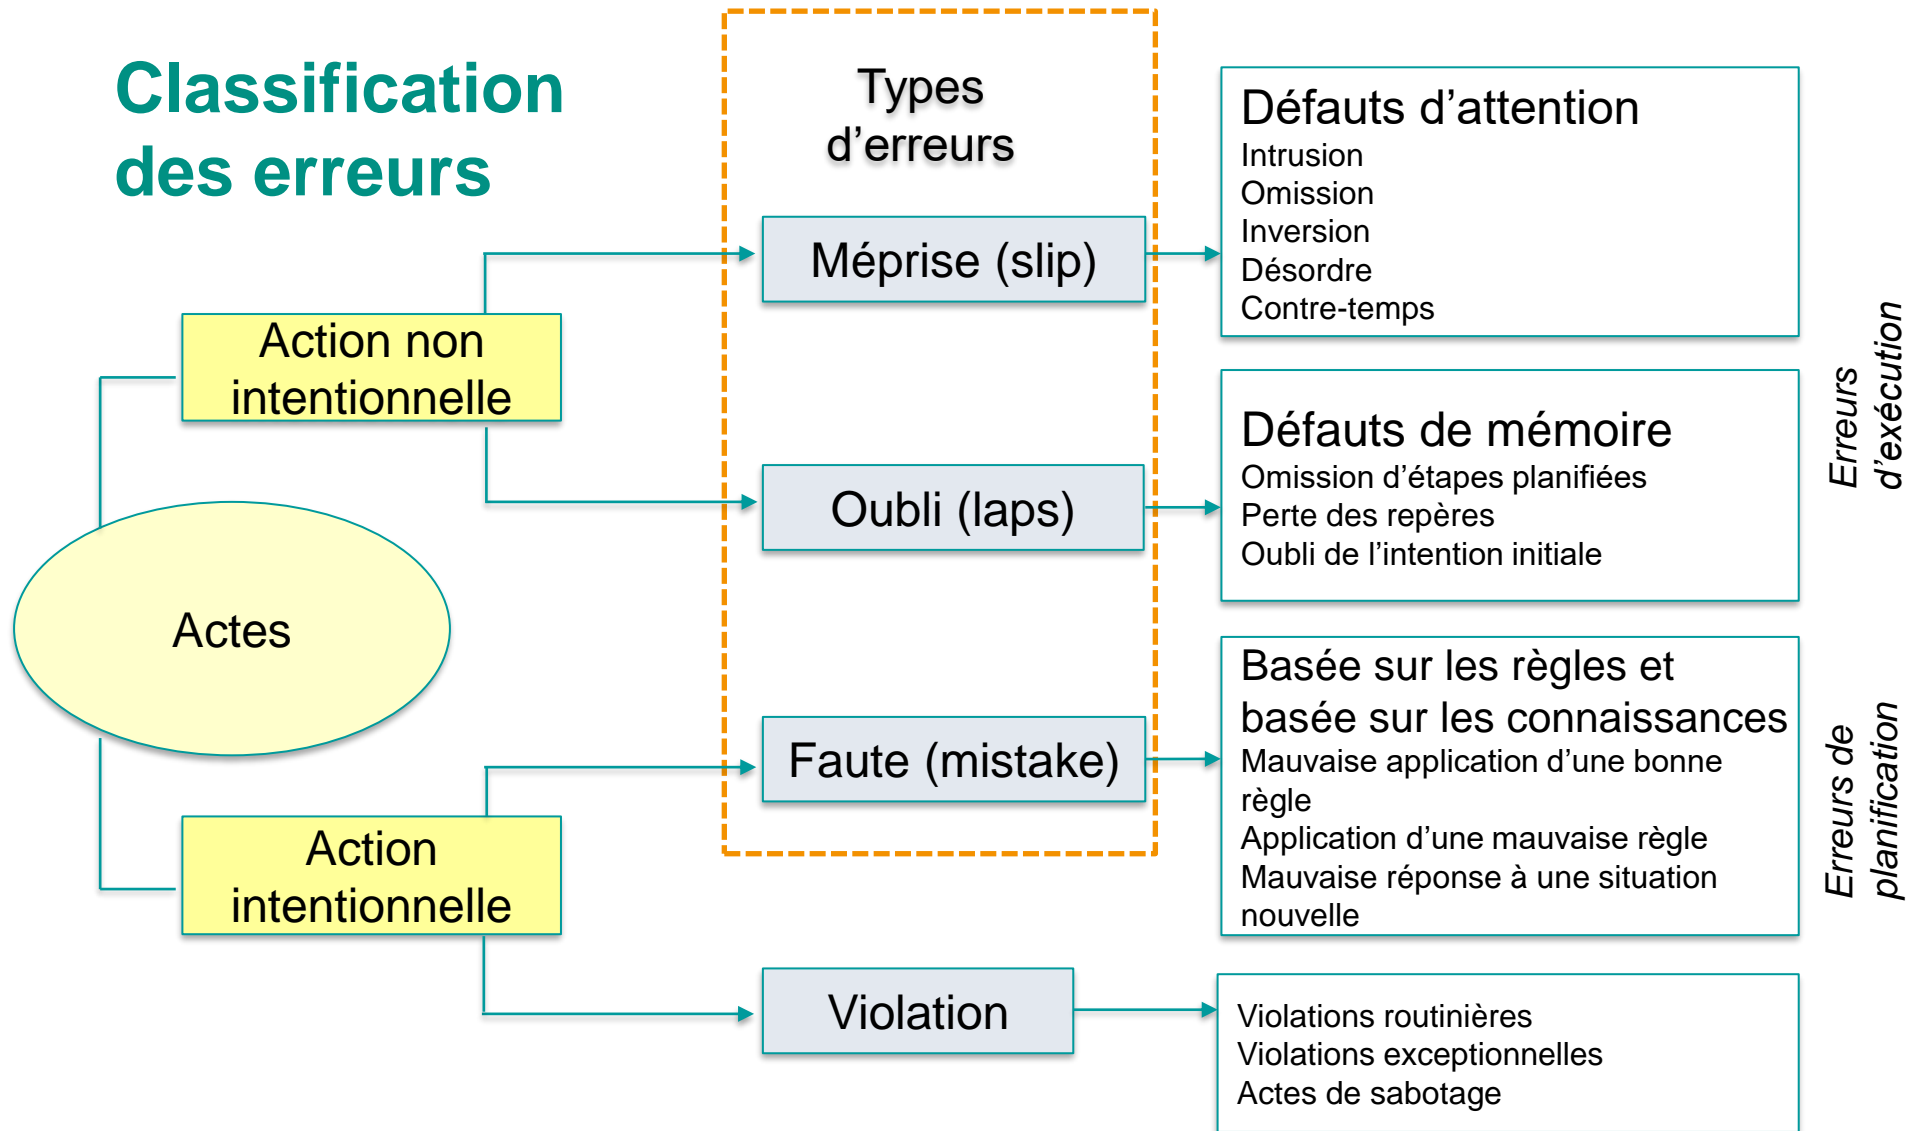 Classification
des erreurs
Types
d’erreurs
Méprise (slip)
Défauts d’attention
Intrusion
Omission
Inversion
Désordre
Contre-temps
Action non
intentionnelle
Oubli (laps)
Défauts de mémoire
Omission d’étapes planifiées
Perte des repères
Oubli de l’intention initiale
Erreurs
d’exécution
Actes
Faute (mistake)
Basée sur les règles et
basée sur les connaissances
Mauvaise application d’une bonne
règle
Application d’une mauvaise règle
Mauvaise réponse à une situation
nouvelle
Erreurs de
planification
Action
intentionnelle
Violation
Violations routinières
Violations exceptionnelles
Actes de sabotage